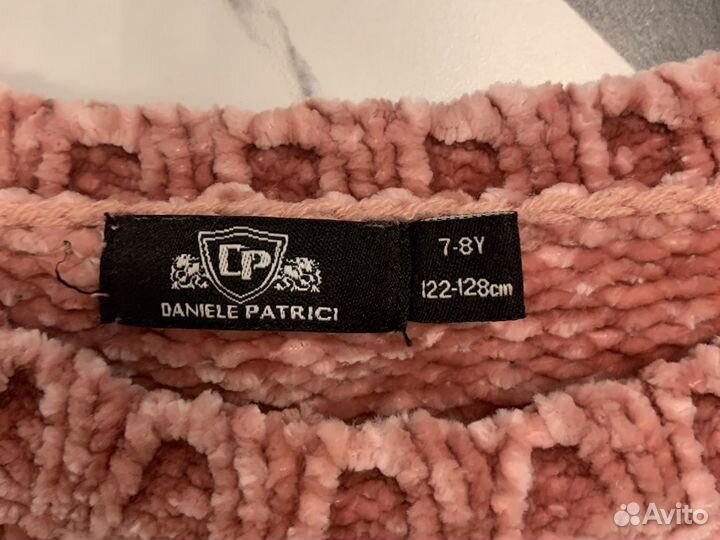 DP
DANIELE PATRICI
7-8Y
122-128cm
Avito